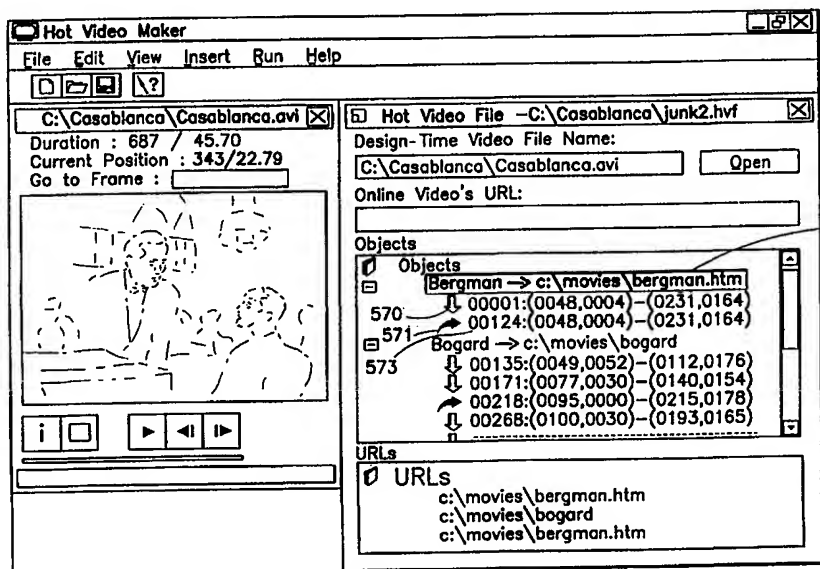 Hot Video Maker
File Edit View Insert Run Help
\?
C:\Casablanca\Casablanca.avi
Duration : 687 / 45.70
Current Position : 343/22.79
Go to Frame :
i
Hot Video File -C:\Casablanca\junk2.hvf
Design-Time Video File Name:
C:\Casablanca\Casablanca.avi Open
Online Video's URL:
Objects
Objects
Bergman → c:\movies\bergman.htm
570 00001:(0048,0004)-(0231,0164)
571 00124:(0048,0004)-(0231,0164)
Bogard → c:\movies\bogard
573 00135:(0049,0052)-(0112,0176)
00171:(0077,0030)-(0140,0154)
00218:(0095,0000)-(0215,0178)
00268:(0100,0030)-(0193,0165)
URLs
URLs
c:\movies\bergman.htm
c:\movies\bogard
c:\movies\bergman.htm